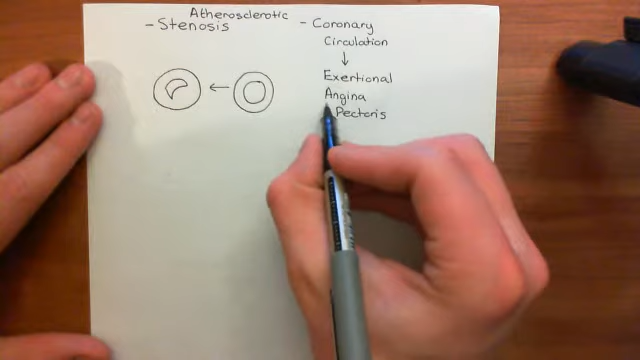 Atherosclerotic
- Stenosis
- Coronary
Circulation
↓
Exertional
Angina
Pectoris